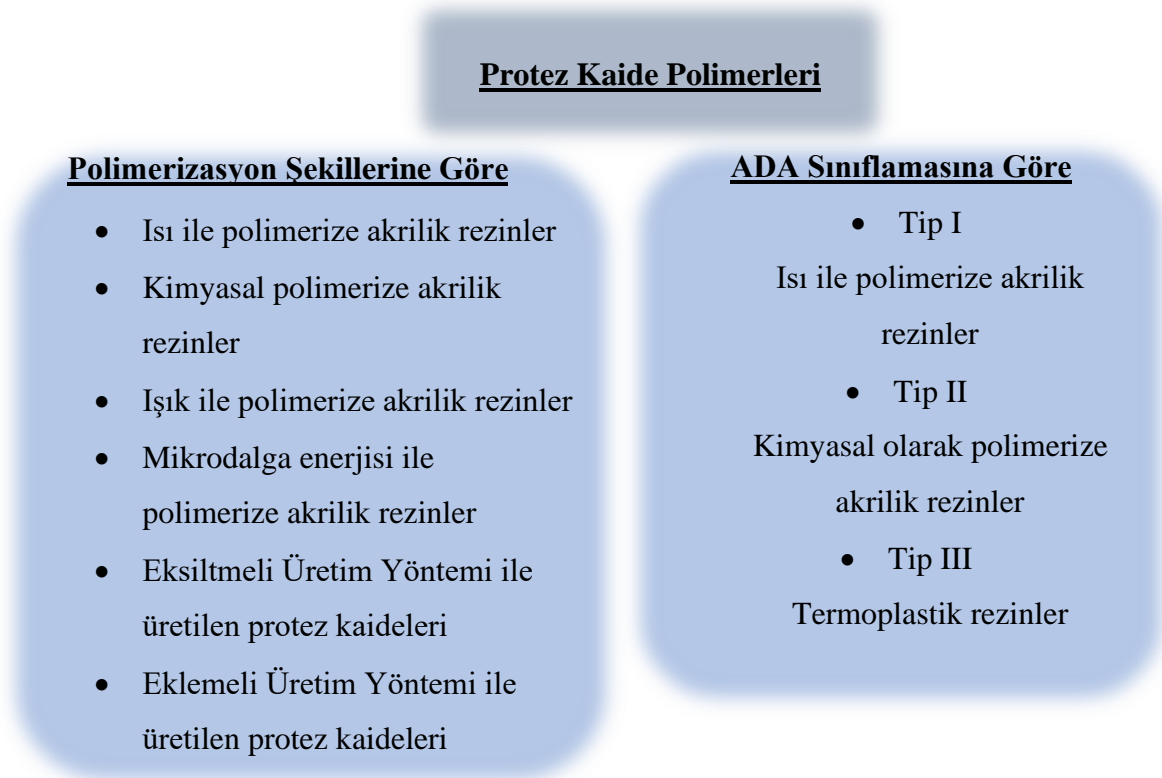 Protez Kaide Polimerleri
Polimerizasyon Şekillerine Göre
• Isı ile polimerize akrilik rezinler
• Kimyasal polimerize akrilik
rezinler
• Işık ile polimerize akrilik rezinler
• Mikrodalga enerjisi ile
polimerize akrilik rezinler
• Eksiltmeli Üretim Yöntemi ile
üretilen protez kaideleri
• Eklemeli Üretim Yöntemi ile
üretilen protez kaideleri
ADA Sınıflamasına Göre
• Tip I
Isı ile polimerize akrilik
rezinler
• Tip II
Kimyasal olarak polimerize
akrilik rezinler
• Tip III
Termoplastik rezinler